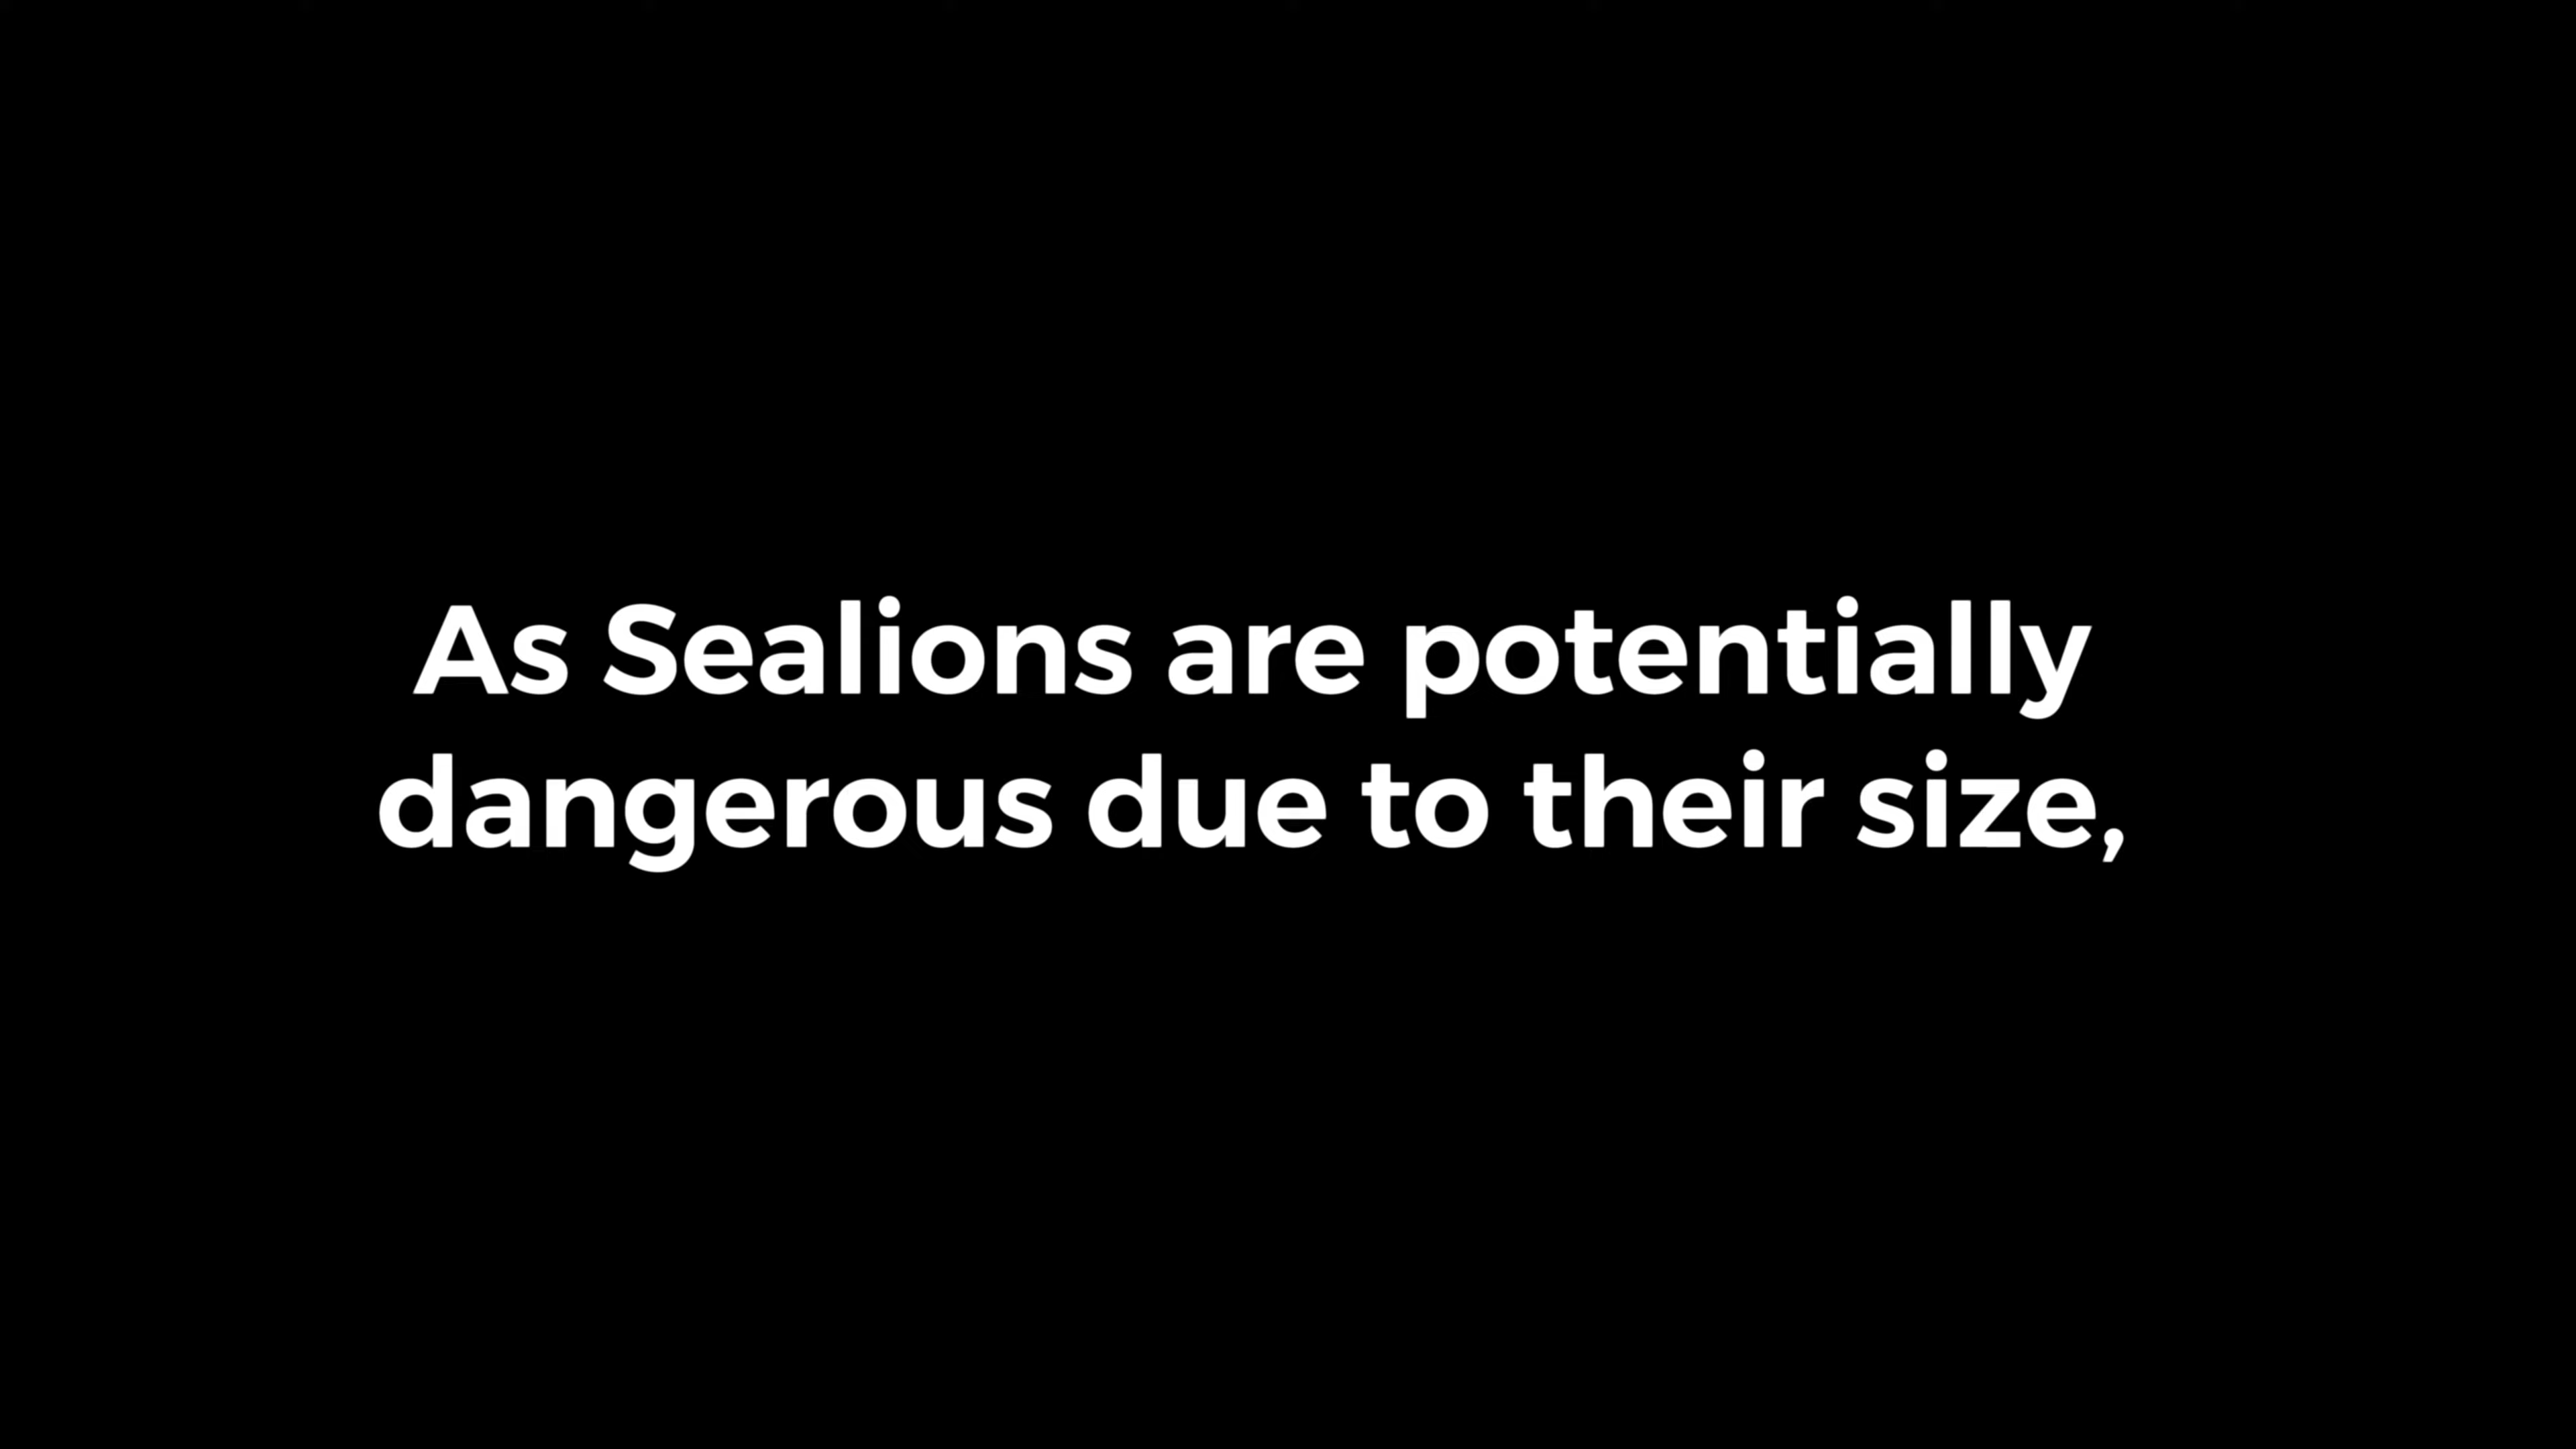 As Sealions are potentially
dangerous due to their size,